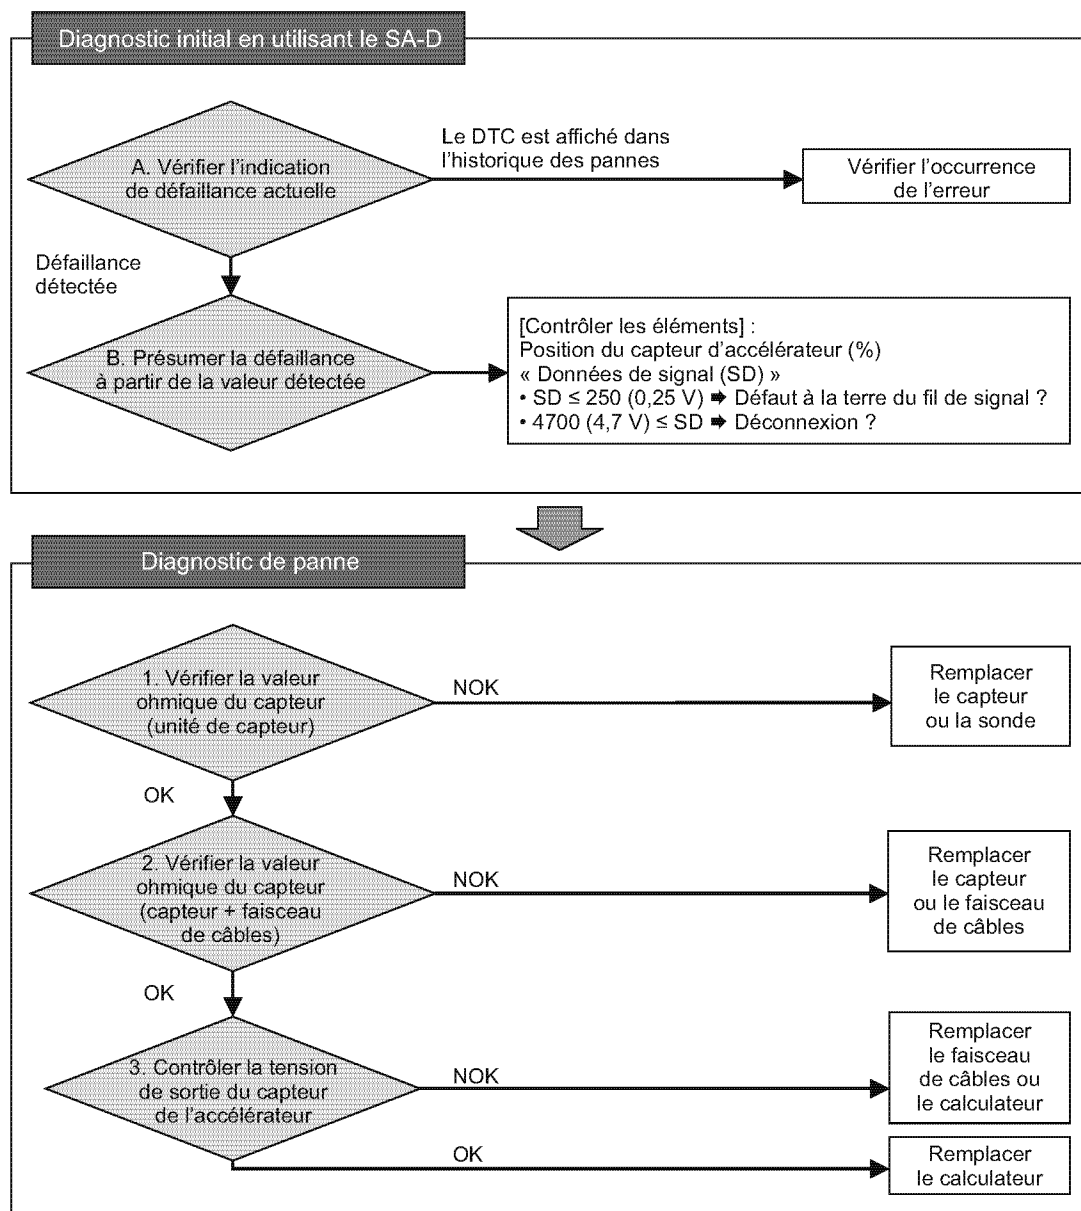 Diagnostic initial en utilisant le SA-D
Le DTC est affiché dans
l'historique des pannes
A. Vérifier l'indication
de défaillance actuelle
Vérifier l'occurrence
de l'erreur
Défaillance
détectée
B. Présumer la défaillance
à partir de la valeur détectée
[Contrôler les éléments] :
Position du capteur d'accélérateur (%)
« Données de signal (SD) »
• SD ≤ 250 (0,25 V) ➡ Défaut à la terre du fil de signal ?
• 4700 (4,7 V) ≤ SD ➡ Déconnexion ?
Diagnostic de panne
1. Vérifier la valeur
ohmique du capteur
(unité de capteur)
NOK
Remplacer
le capteur
ou la sonde
OK
2. Vérifier la valeur
ohmique du capteur
(capteur + faisceau
de câbles)
NOK
Remplacer
le capteur
ou le faisceau
de câbles
OK
3. Contrôler la tension
de sortie du capteur
de l'accélérateur
NOK
Remplacer
le faisceau
de câbles ou
le calculateur
OK
Remplacer
le calculateur